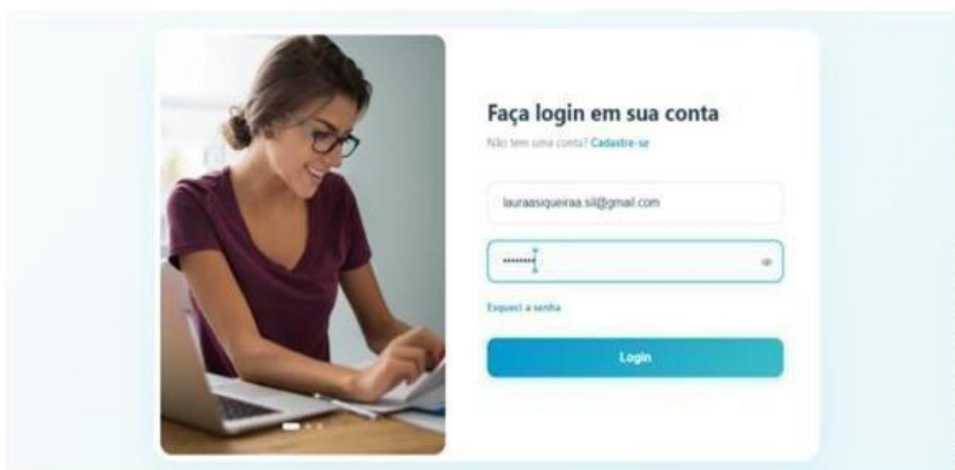 Faça login em sua conta
Não tem uma conta? Cadastre-se
lauraasiqueiraa.sil@gmail.com
••••••••
Esqueci a senha
Login